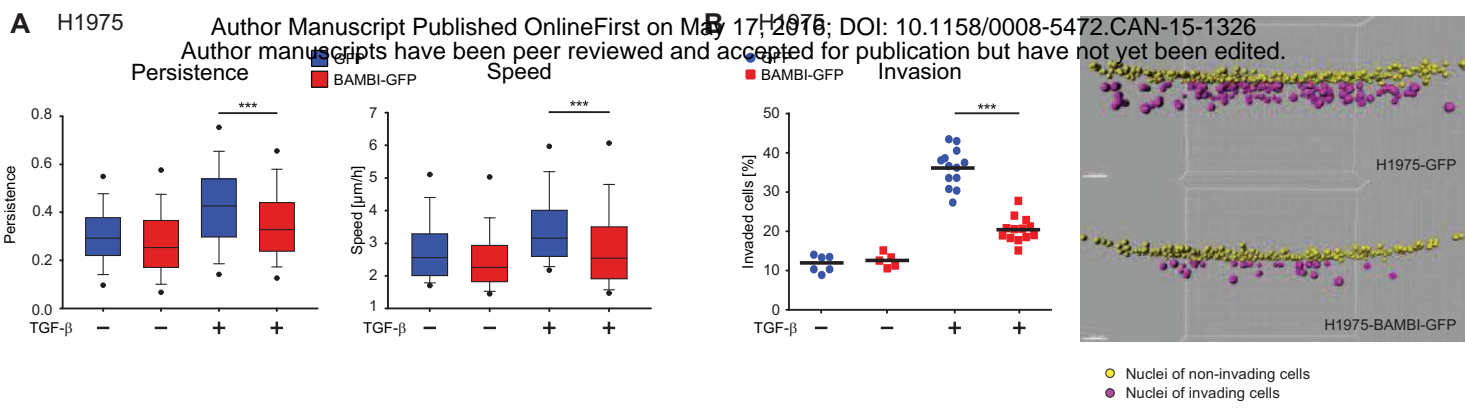 A H1975
Author Manuscript Published OnlineFirst on May 17, 2016; DOI: 10.1158/0008-5472.CAN-15-1326
Author manuscripts have been peer reviewed and accepted for publication but have not yet been edited.
B H1975
Persistence
GFP
BAMBI-GFP
Speed
GFP
BAMBI-GFP
Invasion
***
Persistence
0.8
0.6
0.4
0.2
0.0
TGF-β − − + +
***
Speed [μm/h]
7
6
5
4
3
2
1
TGF-β − − + +
***
Invaded cells [%]
50
40
30
20
10
0
TGF-β − − + +
H1975-GFP
H1975-BAMBI-GFP
Nuclei of non-invading cells
Nuclei of invading cells